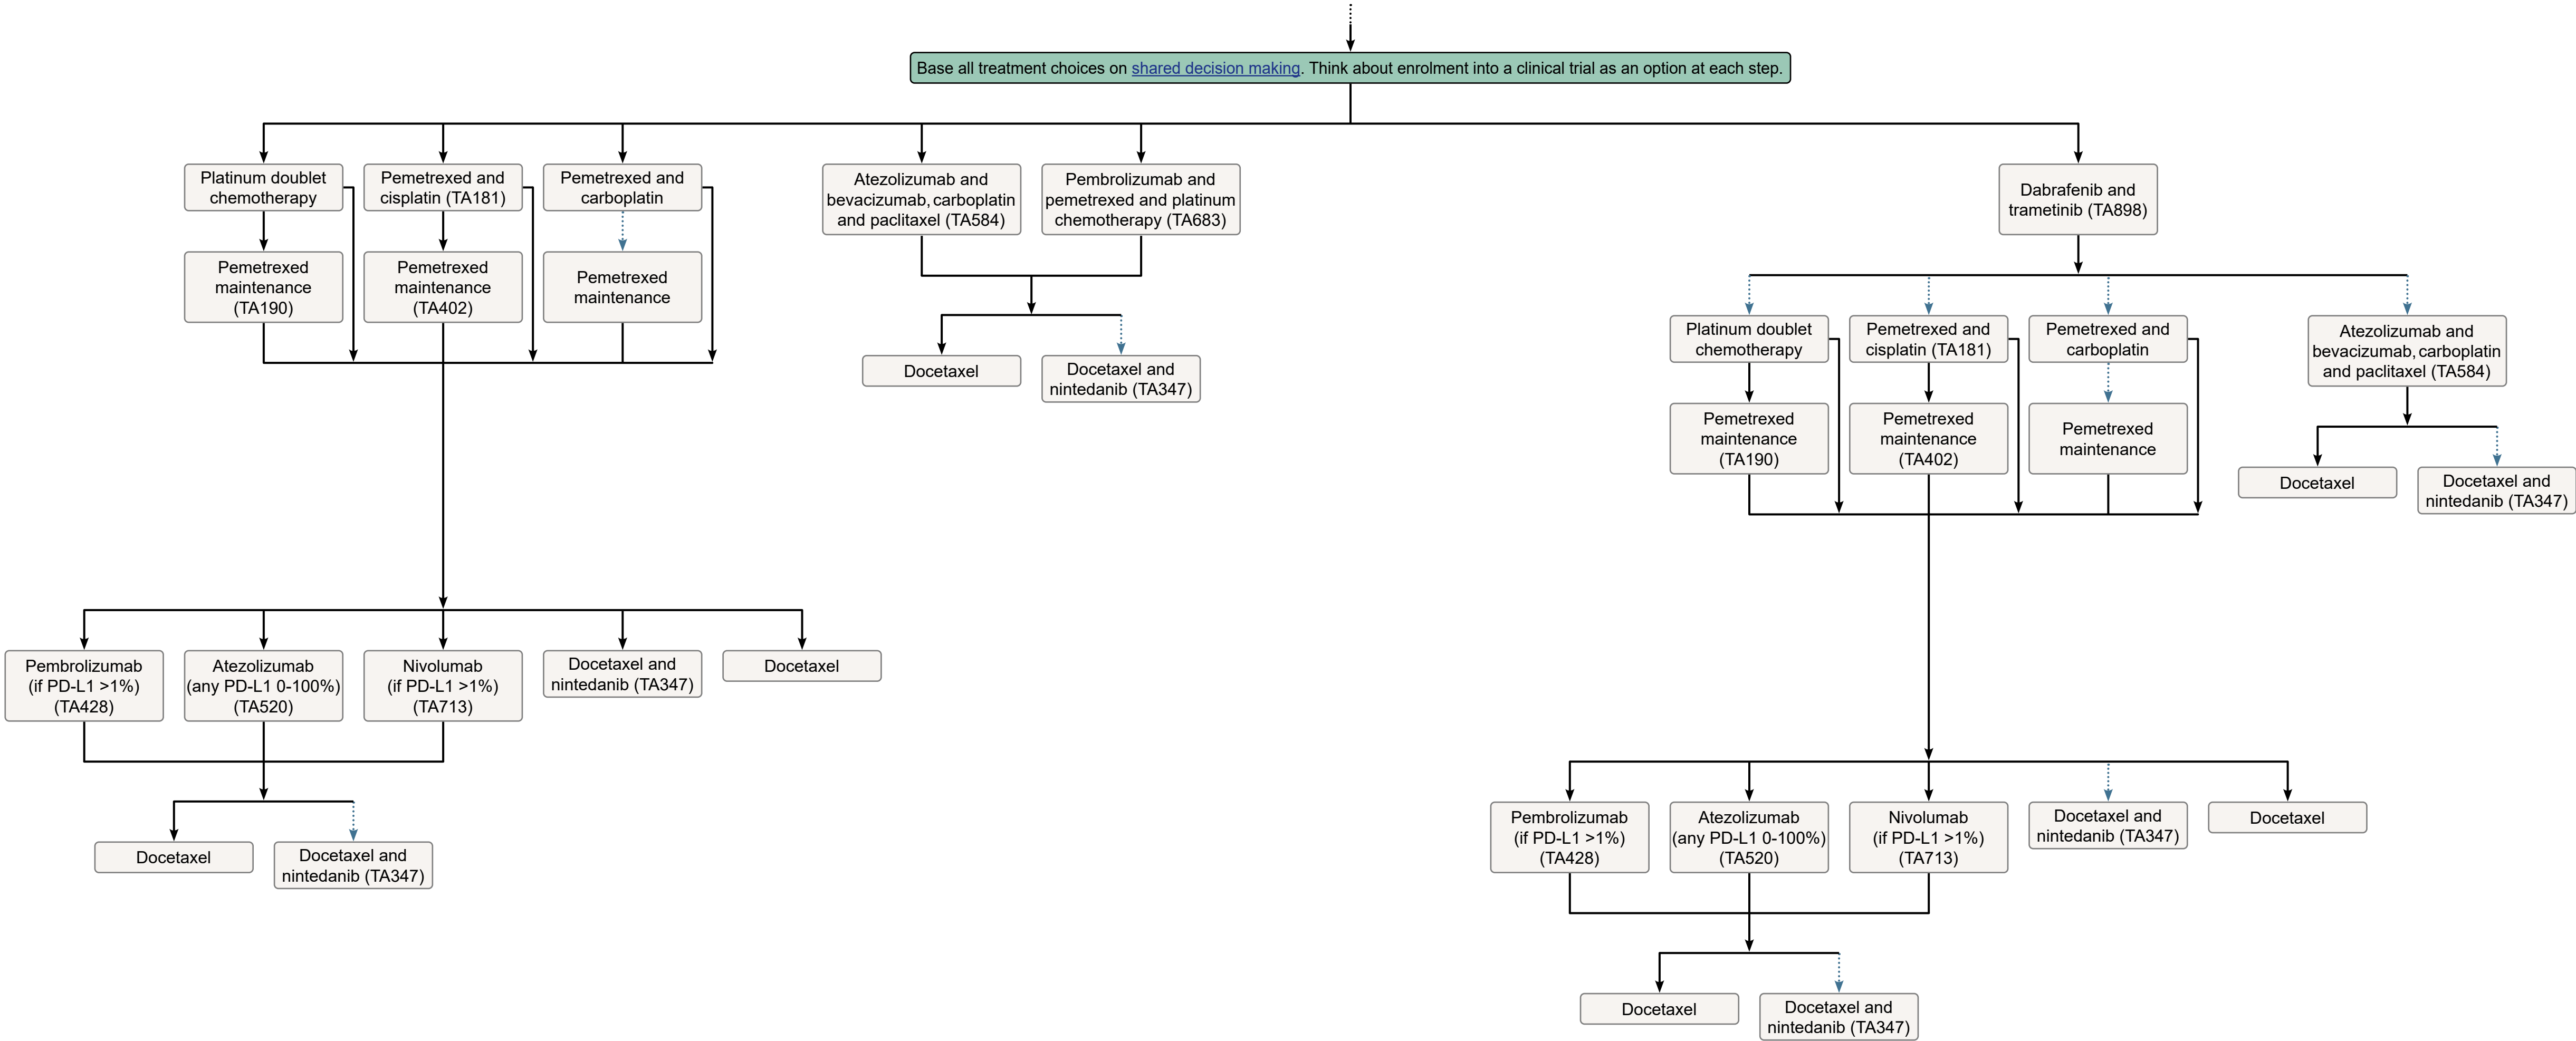 Base all treatment choices on shared decision making. Think about enrolment into a clinical trial as an option at each step.
Platinum doublet
chemotherapy
Pemetrexed and
cisplatin (TA181)
Pemetrexed and
carboplatin
Atezolizumab and
bevacizumab, carboplatin
and paclitaxel (TA584)
Pembrolizumab and
pemetrexed and platinum
chemotherapy (TA683)
Dabrafenib and
trametinib (TA898)
Pemetrexed
maintenance
(TA190)
Pemetrexed
maintenance
(TA402)
Pemetrexed
maintenance
Docetaxel
Docetaxel and
nintedanib (TA347)
Platinum doublet
chemotherapy
Pemetrexed and
cisplatin (TA181)
Pemetrexed and
carboplatin
Atezolizumab and
bevacizumab, carboplatin
and paclitaxel (TA584)
Pemetrexed
maintenance
(TA190)
Pemetrexed
maintenance
(TA402)
Pemetrexed
maintenance
Docetaxel
Docetaxel and
nintedanib (TA347)
Pembrolizumab
(if PD-L1 >1%)
(TA428)
Atezolizumab
(any PD-L1 0-100%)
(TA520)
Nivolumab
(if PD-L1 >1%)
(TA713)
Docetaxel and
nintedanib (TA347)
Docetaxel
Docetaxel
Docetaxel and
nintedanib (TA347)
Pembrolizumab
(if PD-L1 >1%)
(TA428)
Atezolizumab
(any PD-L1 0-100%)
(TA520)
Nivolumab
(if PD-L1 >1%)
(TA713)
Docetaxel and
nintedanib (TA347)
Docetaxel
Docetaxel
Docetaxel and
nintedanib (TA347)